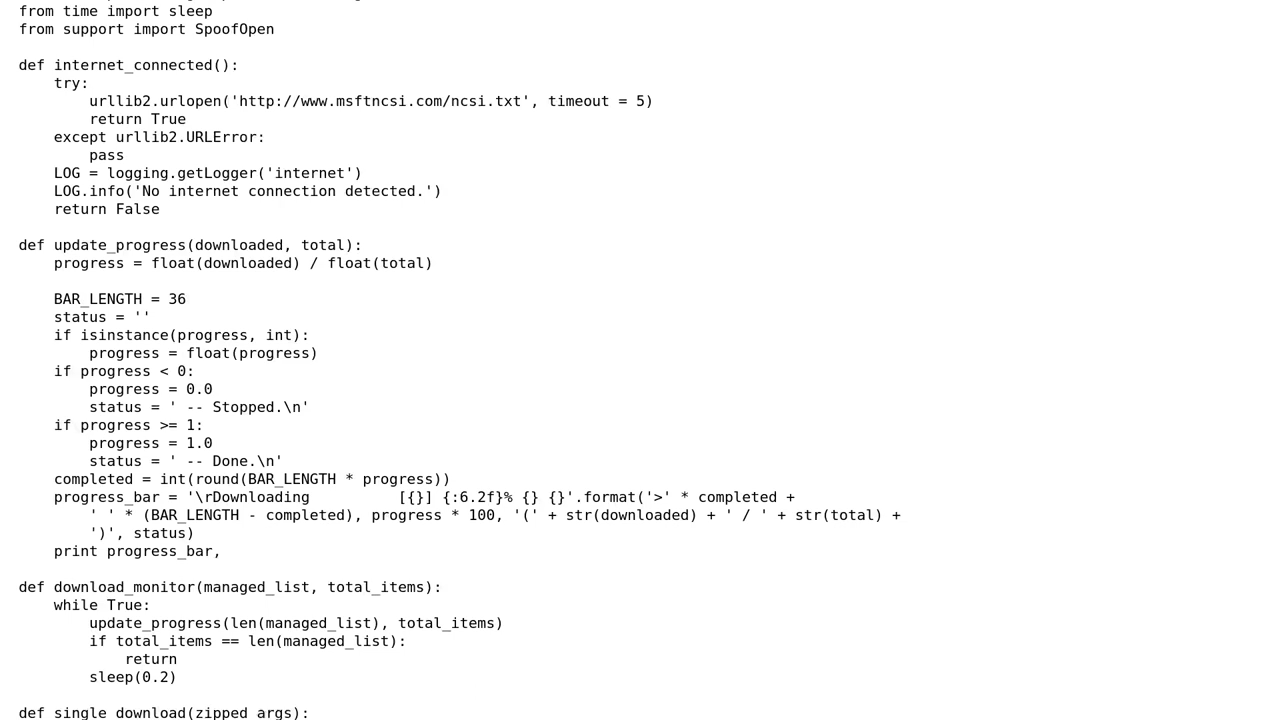 from time import sleep
from support import SpoofOpen

def internet_connected():
    try:
        urllib2.urlopen('http://www.msftncsi.com/ncsi.txt', timeout = 5)
        return True
    except urllib2.URLError:
        pass
    LOG = logging.getLogger('internet')
    LOG.info('No internet connection detected.')
    return False

def update_progress(downloaded, total):
    progress = float(downloaded) / float(total)

    BAR_LENGTH = 36
    status = ''
    if isinstance(progress, int):
        progress = float(progress)
    if progress < 0:
        progress = 0.0
        status = ' -- Stopped.\n'
    if progress >= 1:
        progress = 1.0
        status = ' -- Done.\n'
    completed = int(round(BAR_LENGTH * progress))
    progress_bar = '\rDownloading          [{}] {:6.2f}% {} {}'.format('>' * completed +
        ' ' * (BAR_LENGTH - completed), progress * 100, '(' + str(downloaded) + ' / ' + str(total) +
        ')', status)
    print progress_bar,

def download_monitor(managed_list, total_items):
    while True:
        update_progress(len(managed_list), total_items)
        if total_items == len(managed_list):
            return
        sleep(0.2)

def single_download(zipped_args):